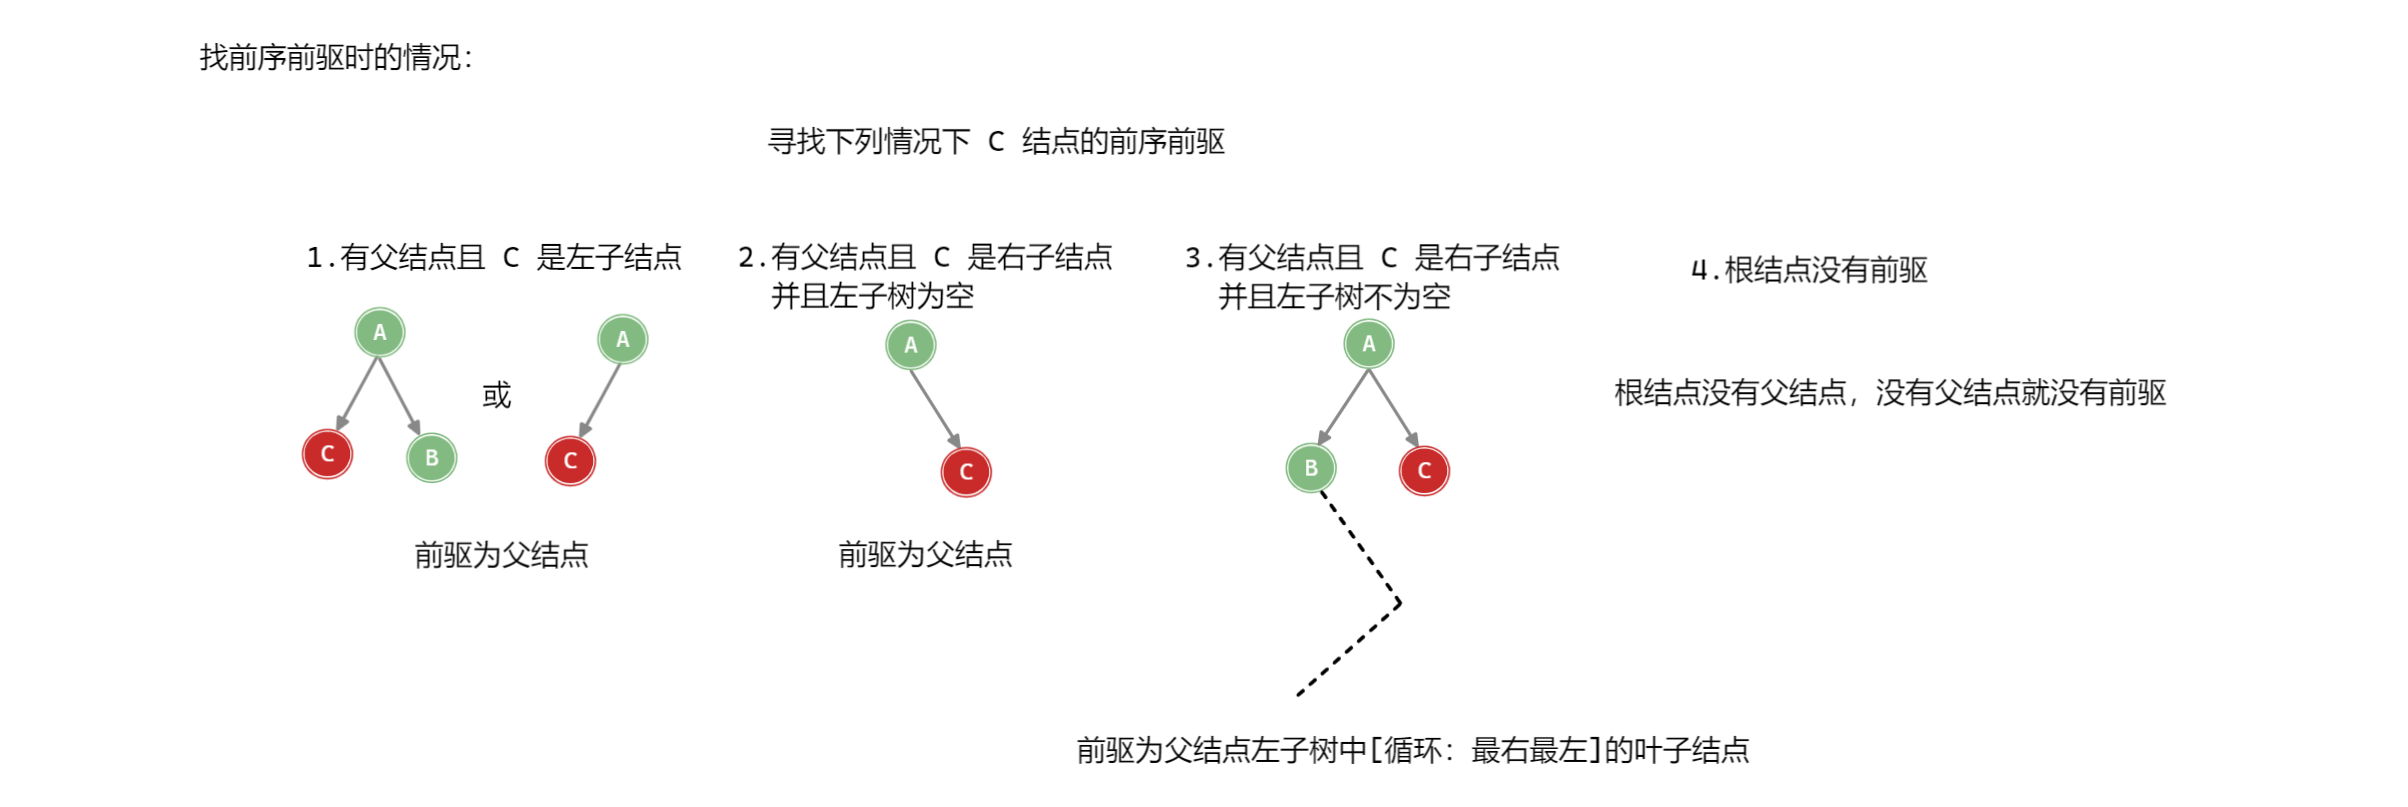 找前序前驱时的情况：
寻找下列情况下 C 结点的前序前驱
1.有父结点且 C 是左子结点
A
C
B
或
A
C
前驱为父结点
2.有父结点且 C 是右子结点
并且左子树为空
A
C
前驱为父结点
3.有父结点且 C 是右子结点
并且左子树不为空
A
B
C
前驱为父结点左子树中[循环：最右最左]的叶子结点
4.根结点没有前驱
根结点没有父结点，没有父结点就没有前驱